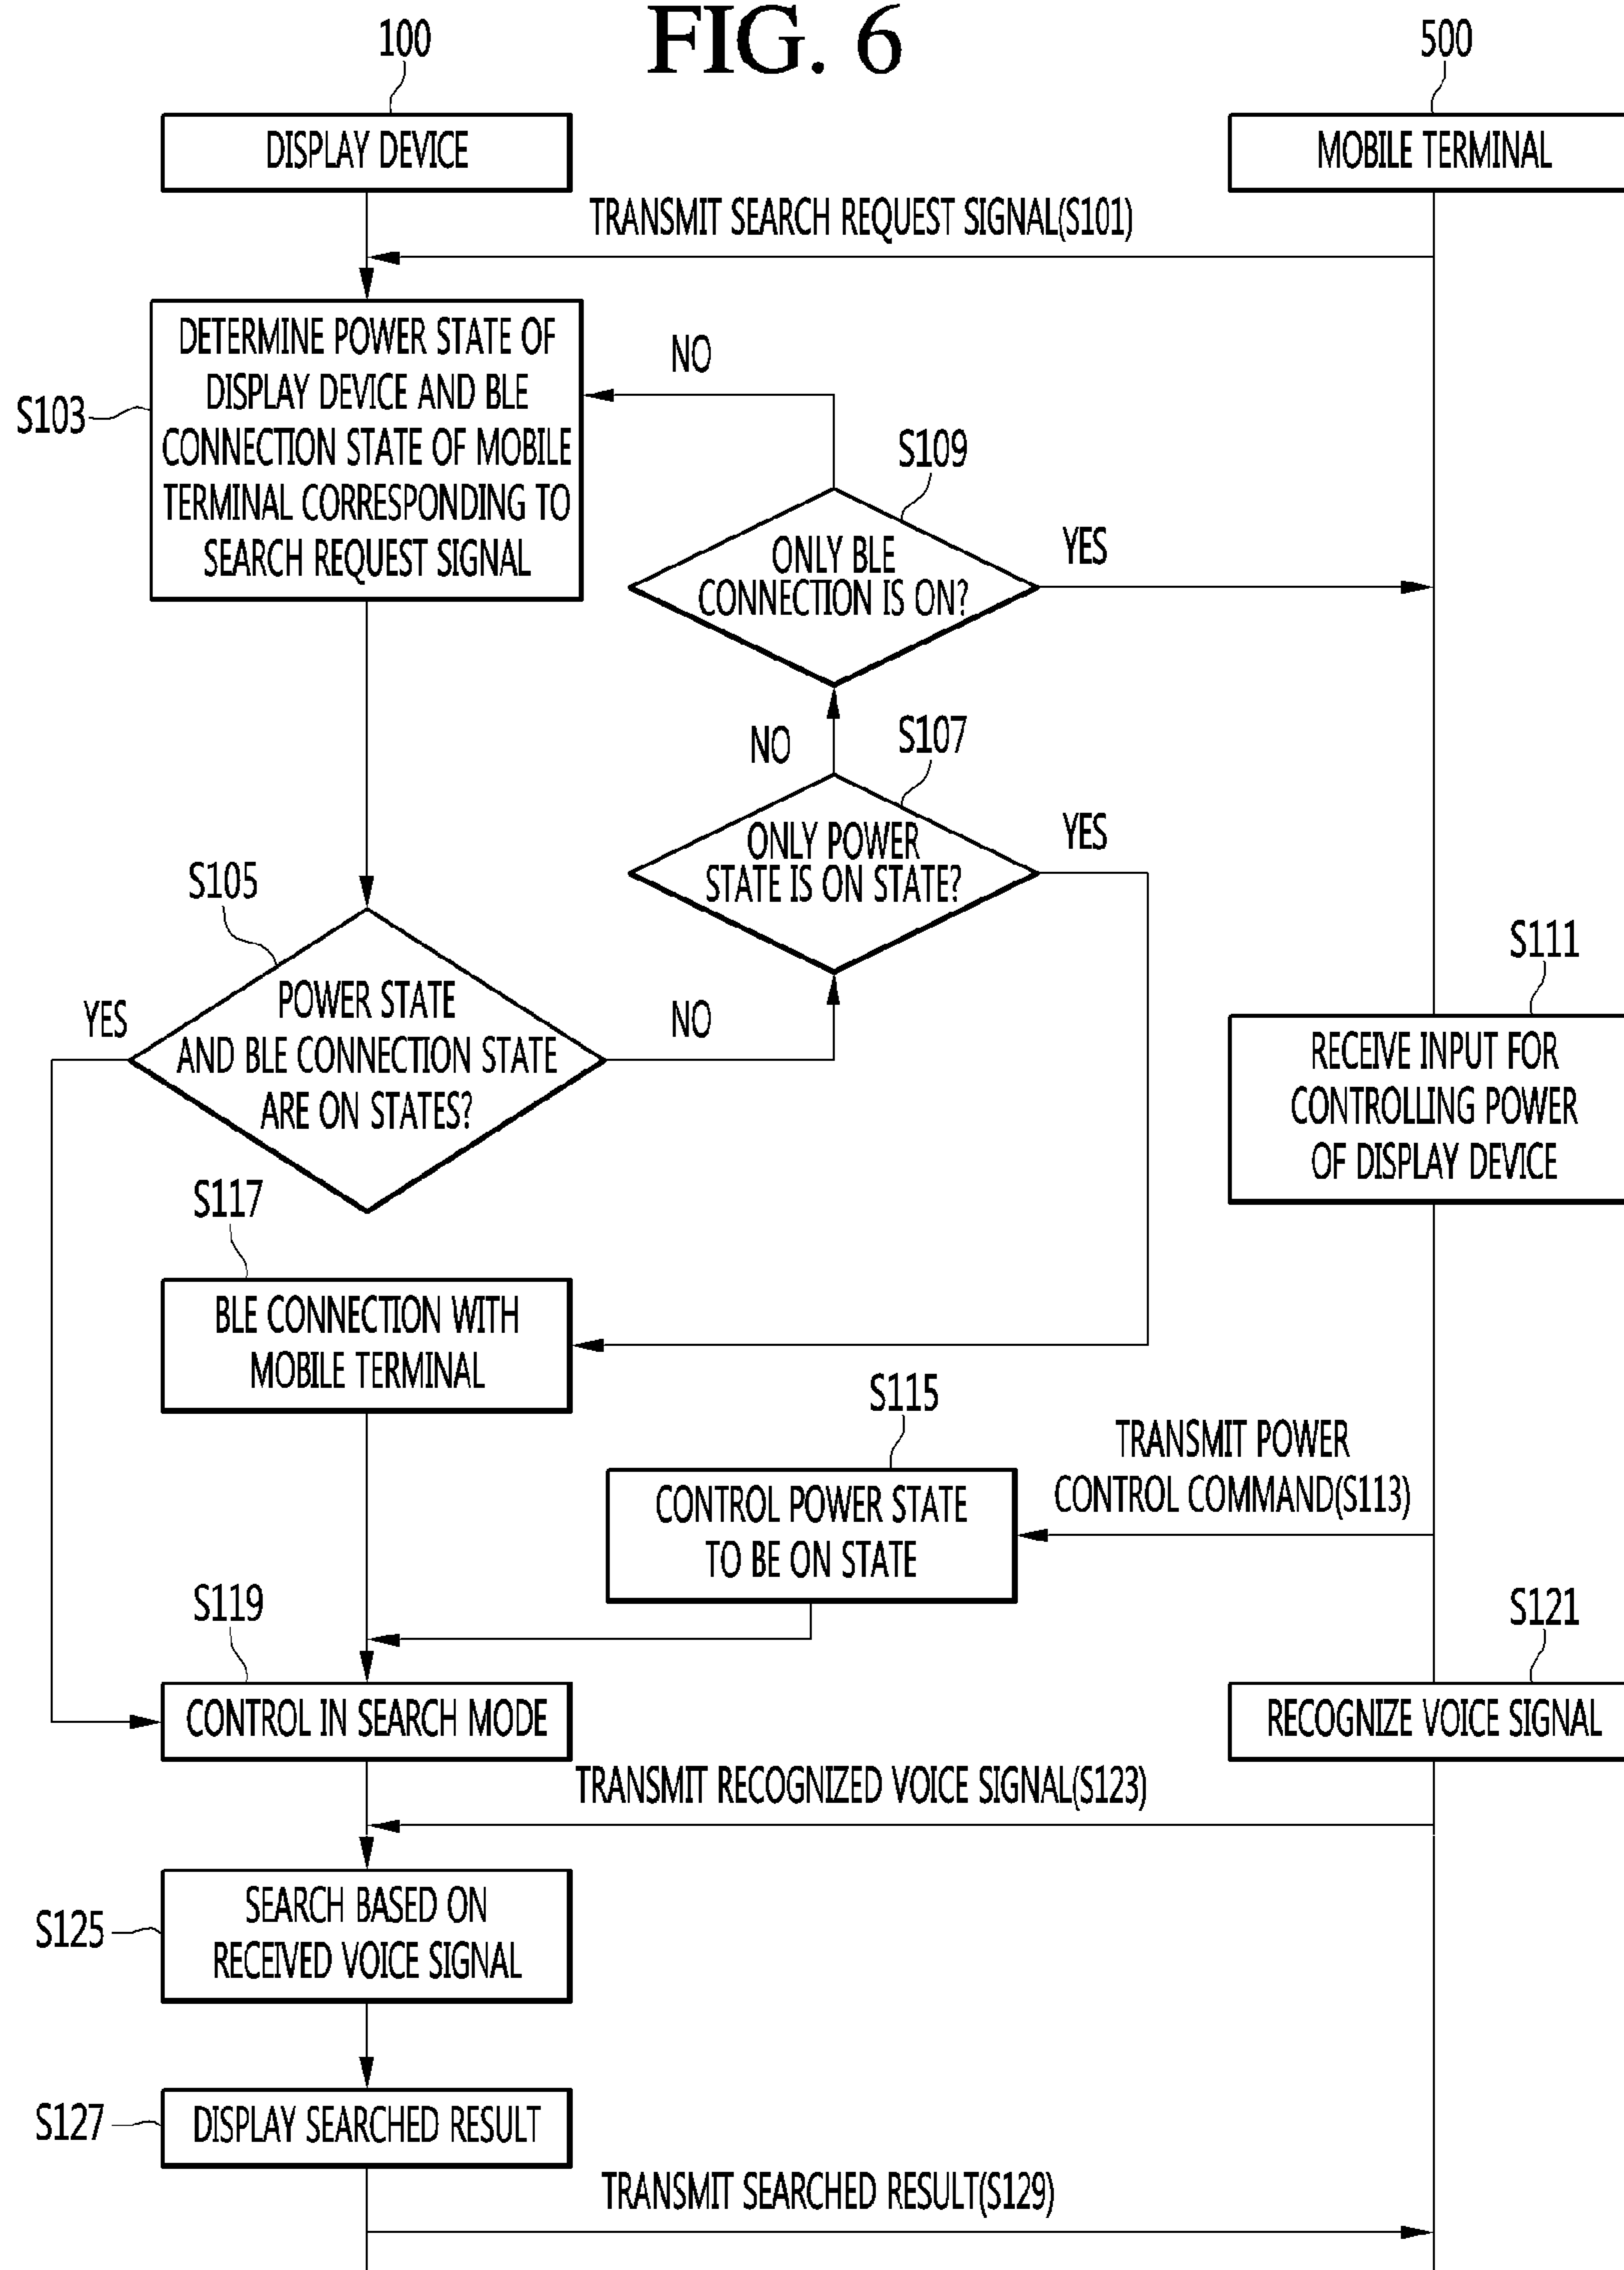 FIG. 6
100
500
DISPLAY DEVICE
MOBILE TERMINAL
TRANSMIT SEARCH REQUEST SIGNAL(S101)
S103
DETERMINE POWER STATE OF
DISPLAY DEVICE AND BLE
CONNECTION STATE OF MOBILE
TERMINAL CORRESPONDING TO
SEARCH REQUEST SIGNAL
NO
S109
ONLY BLE
CONNECTION IS ON?
YES
NO
S107
ONLY POWER
STATE IS ON STATE?
YES
S105
POWER STATE
AND BLE CONNECTION STATE
ARE ON STATES?
YES
NO
S111
RECEIVE INPUT FOR
CONTROLLING POWER
OF DISPLAY DEVICE
S117
BLE CONNECTION WITH
MOBILE TERMINAL
S115
CONTROL POWER STATE
TO BE ON STATE
TRANSMIT POWER
CONTROL COMMAND(S113)
S119
CONTROL IN SEARCH MODE
S121
RECOGNIZE VOICE SIGNAL
TRANSMIT RECOGNIZED VOICE SIGNAL(S123)
S125
SEARCH BASED ON
RECEIVED VOICE SIGNAL
S127
DISPLAY SEARCHED RESULT
TRANSMIT SEARCHED RESULT(S129)